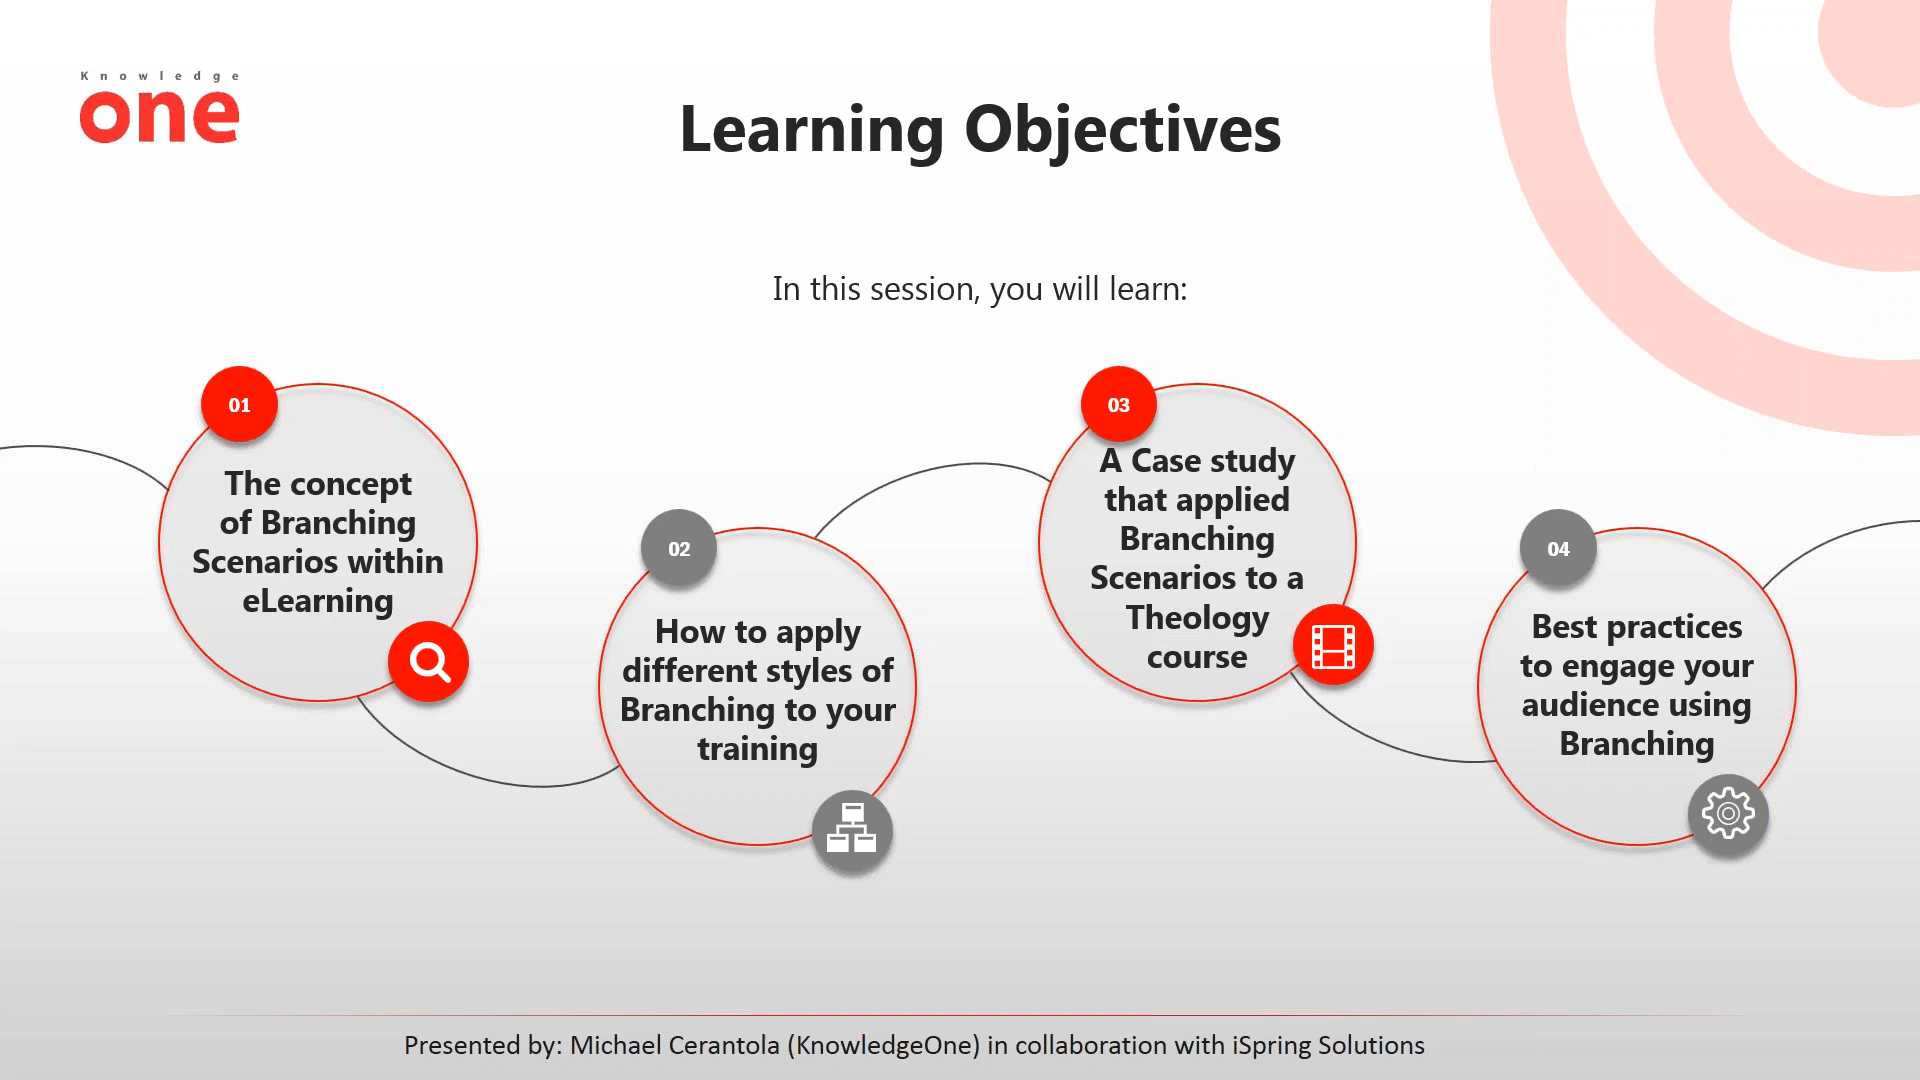 Knowledge
one
Learning Objectives
In this session, you will learn:
01
The concept
of Branching
Scenarios within
eLearning
02
How to apply
different styles of
Branching to your
training
03
A Case study
that applied
Branching
Scenarios to a
Theology
course
04
Best practices
to engage your
audience using
Branching
Presented by: Michael Cerantola (KnowledgeOne) in collaboration with iSpring Solutions